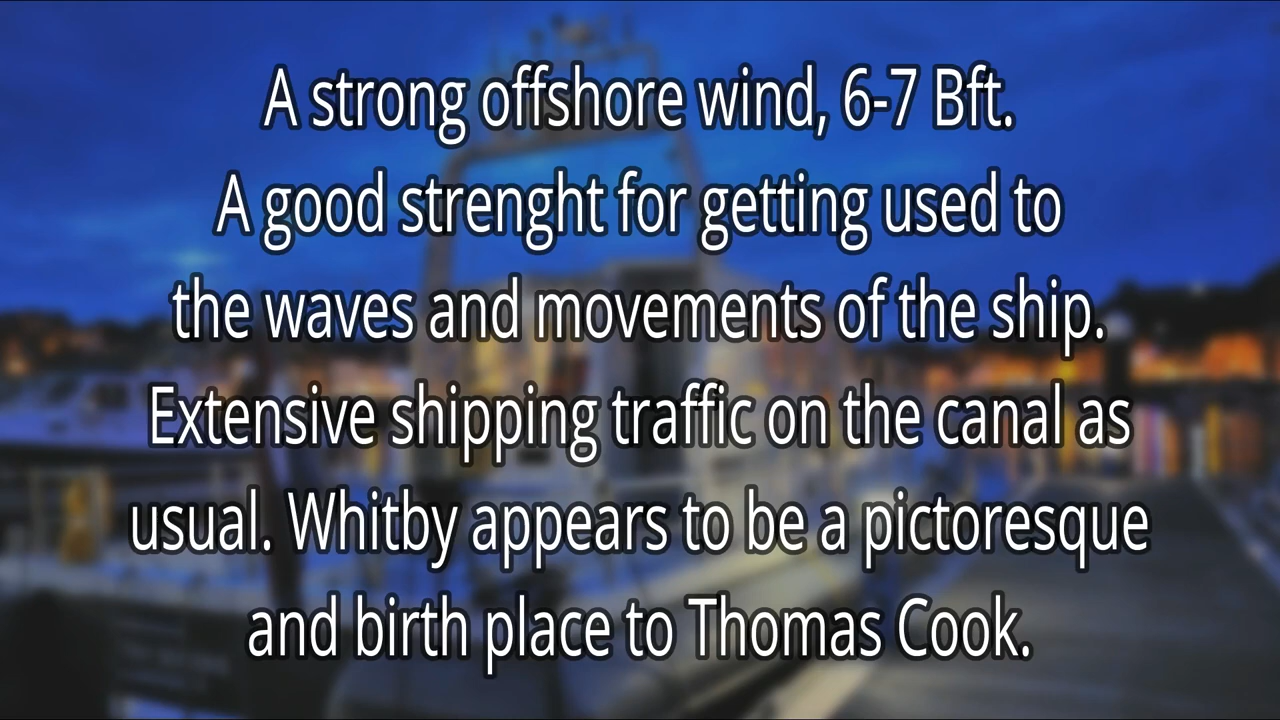 A strong offshore wind, 6-7 Bft.
A good strenght for getting used to
the waves and movements of the ship.
Extensive shipping traffic on the canal as
usual. Whitby appears to be a pictoresque
and birth place to Thomas Cook.